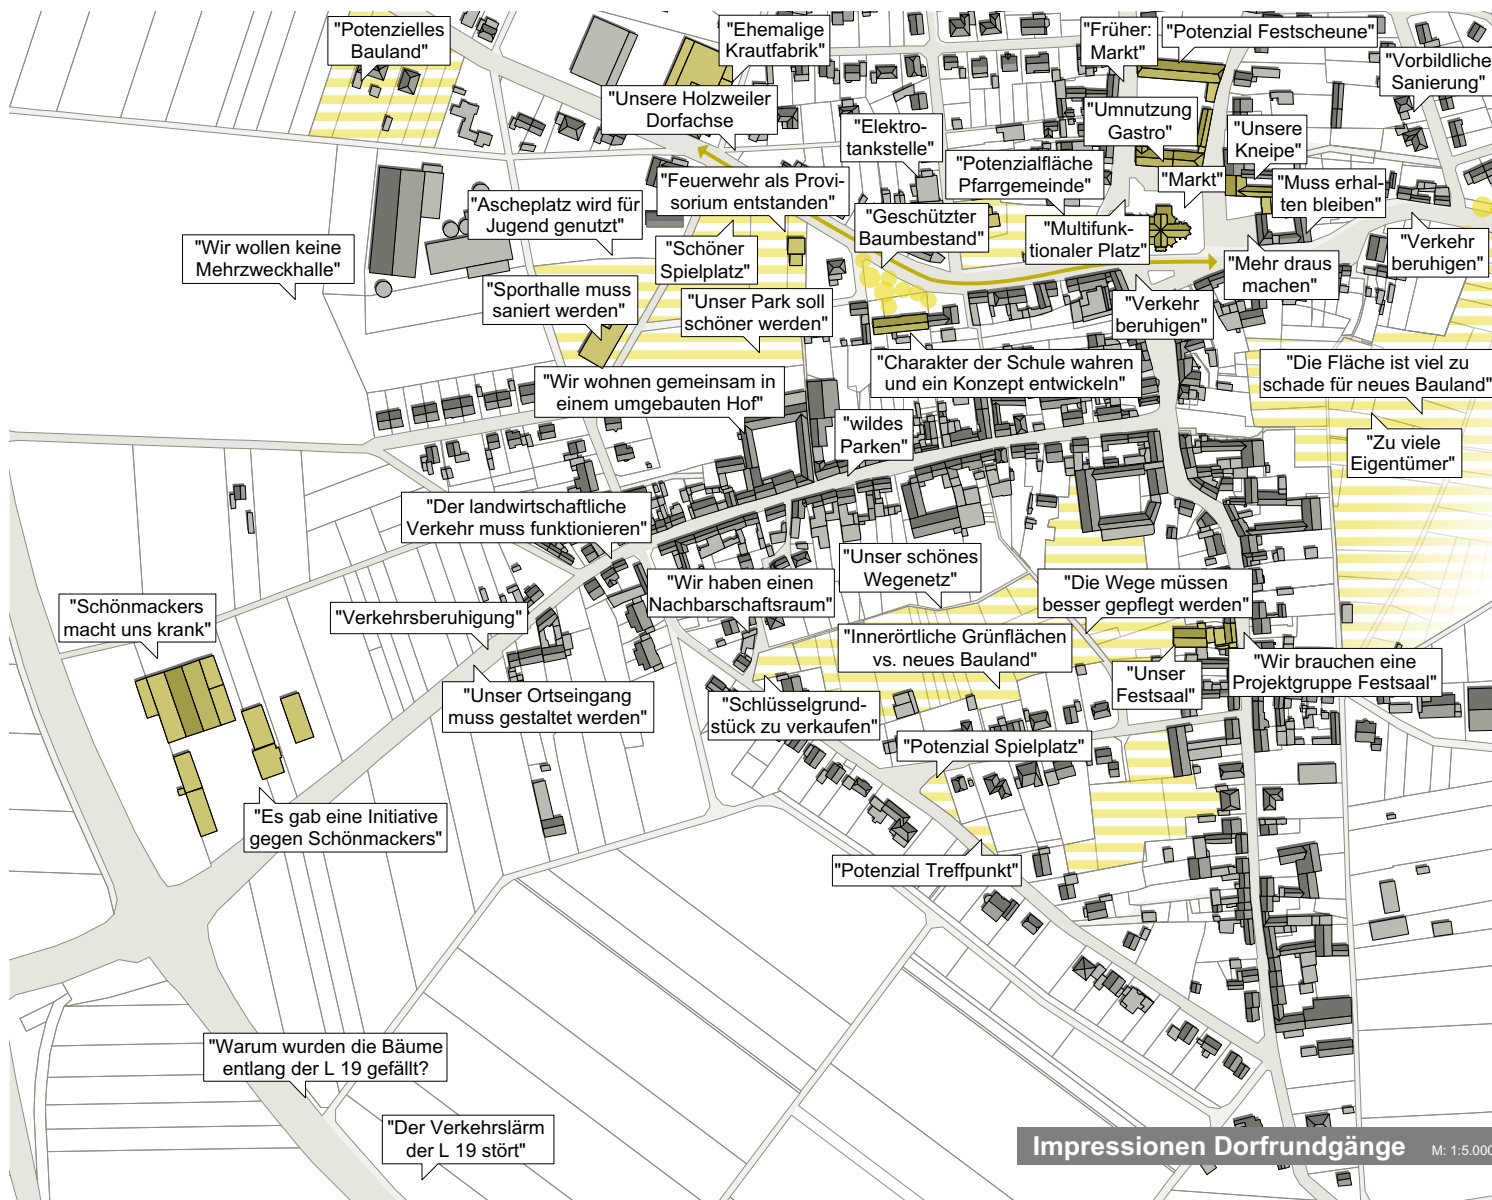 "Potenzielles
Bauland"
"Ehemalige
Krautfabrik"
"Früher:
Markt"
"Potenzial Festscheune"
"Vorbildliche
Sanierung"
"Unsere Holzweiler
Dorfachse
"Elektro-
tankstelle"
"Umnutzung
Gastro"
"Unsere
Kneipe"
"Potenzialfläche
Pfarrgemeinde"
"Markt"
"Muss erhal-
ten bleiben"
"Feuerwehr als Provi-
sorium entstanden"
"Ascheplatz wird für
Jugend genutzt"
"Geschützter
Baumbestand"
"Multifunk-
tionaler Platz
"Verkehr
beruhigen"
"Wir wollen keine
Mehrzweckhalle"
"Schöner
Spielplatz"
"Mehr draus
machen"
"Sporthalle muss
saniert werden"
"Unser Park soll
schöner werden"
"Verkehr
beruhigen"
"Charakter der Schule wahren
und ein Konzept entwickeln"
"Die Fläche ist viel zu
schade für neues Bauland"
"Wir wohnen gemeinsam in
einem umgebauten Hof"
"wildes
Parken"
"Zu viele
Eigentümer"
"Der landwirtschaftliche
Verkehr muss funktionieren"
"Unser schönes
Wegenetz"
"Wir haben einen
Nachbarschaftsraum"
"Die Wege müssen
besser gepflegt werden"
"Schönmackers
macht uns krank"
"Verkehrsberuhigung"
"Innerörtliche Grünflächen
vs. neues Bauland"
"Wir brauchen eine
Projektgruppe Festsaal"
"Unser
Festsaal"
"Unser Ortseingang
muss gestaltet werden"
"Schlüsselgrund-
stück zu verkaufen"
"Potenzial Spielplatz"
"Es gab eine Initiative
gegen Schönmackers"
"Potenzial Treffpunkt"
"Warum wurden die Bäume
entlang der L 19 gefällt?
"Der Verkehrslärm
der L 19 stört"
Impressionen Dorfrundgänge M: 1:5.000